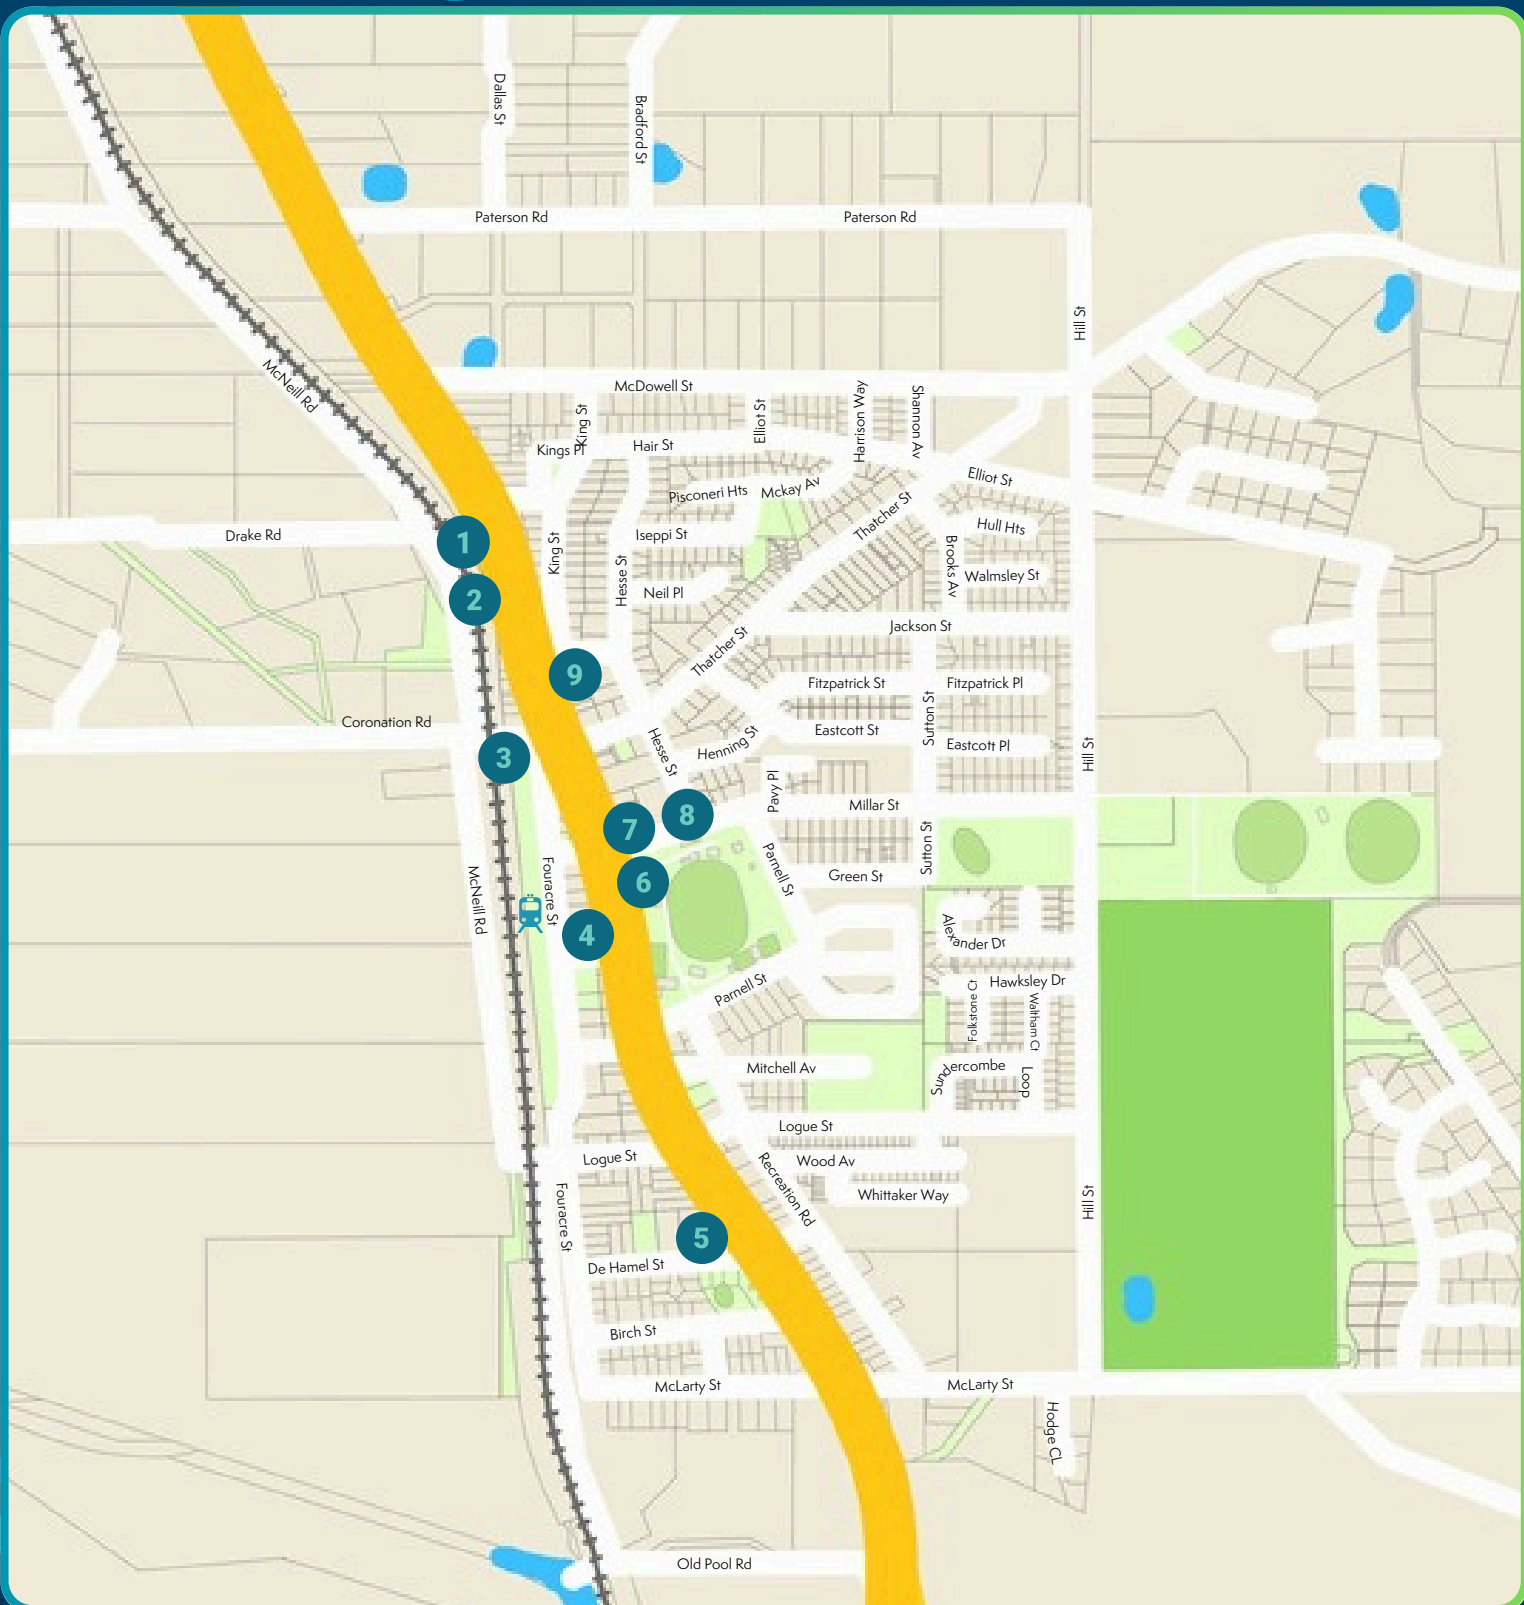 Dallas St
Bradford St
Paterson Rd
Paterson Rd
Hill St
McNeill Rd
McDowell St
King St
Elliot St
Harrison Way
Shannon Av
Kings Pl
Hair St
Elliot St
Pisconeri Hts
Mckay Av
Thatcher St
Drake Rd
1
King St
Iseppi St
Hull Hts
Hesse St
Brooks Av
Walmsley St
2
Neil Pl
Jackson St
Thatcher St
9
Fitzpatrick St
Fitzpatrick Pl
Sutton St
Coronation Rd
Hesse St
Henning St
Eastcott St
Eastcott Pl
Hill St
3
Pavy Pl
Millar St
8
7
Sutton St
Parnell St
Green St
6
McNeill Rd
Fouracre St
4
Alexander Dr
Hawksley Dr
Parnell St
Folkstone Ct
Waltham Ct
Mitchell Av
Sundercombe
Loop
Logue St
Logue St
Wood Av
Recreation Rd
Whittaker Way
Hill St
Fouracre St
5
De Hamel St
Birch St
McLarty St
McLarty St
Hodge CL
Old Pool Rd